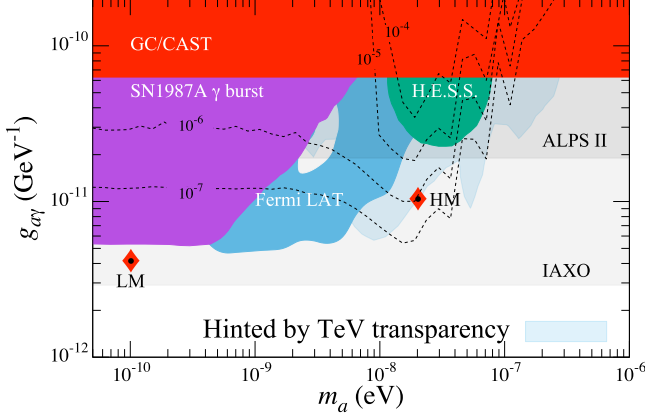 10⁻⁴
10⁻¹⁰
GC/CAST
10⁻⁵
SN1987A γ burst
H.E.S.S.
10⁻⁶
ALPS II
10⁻⁷
10⁻¹¹
Fermi LAT
HM
g_aγ (GeV⁻¹)
LM
IAXO
Hinted by TeV transparency
10⁻¹²
10⁻¹⁰ 10⁻⁹ 10⁻⁸ 10⁻⁷ 10⁻⁶
m_a (eV)